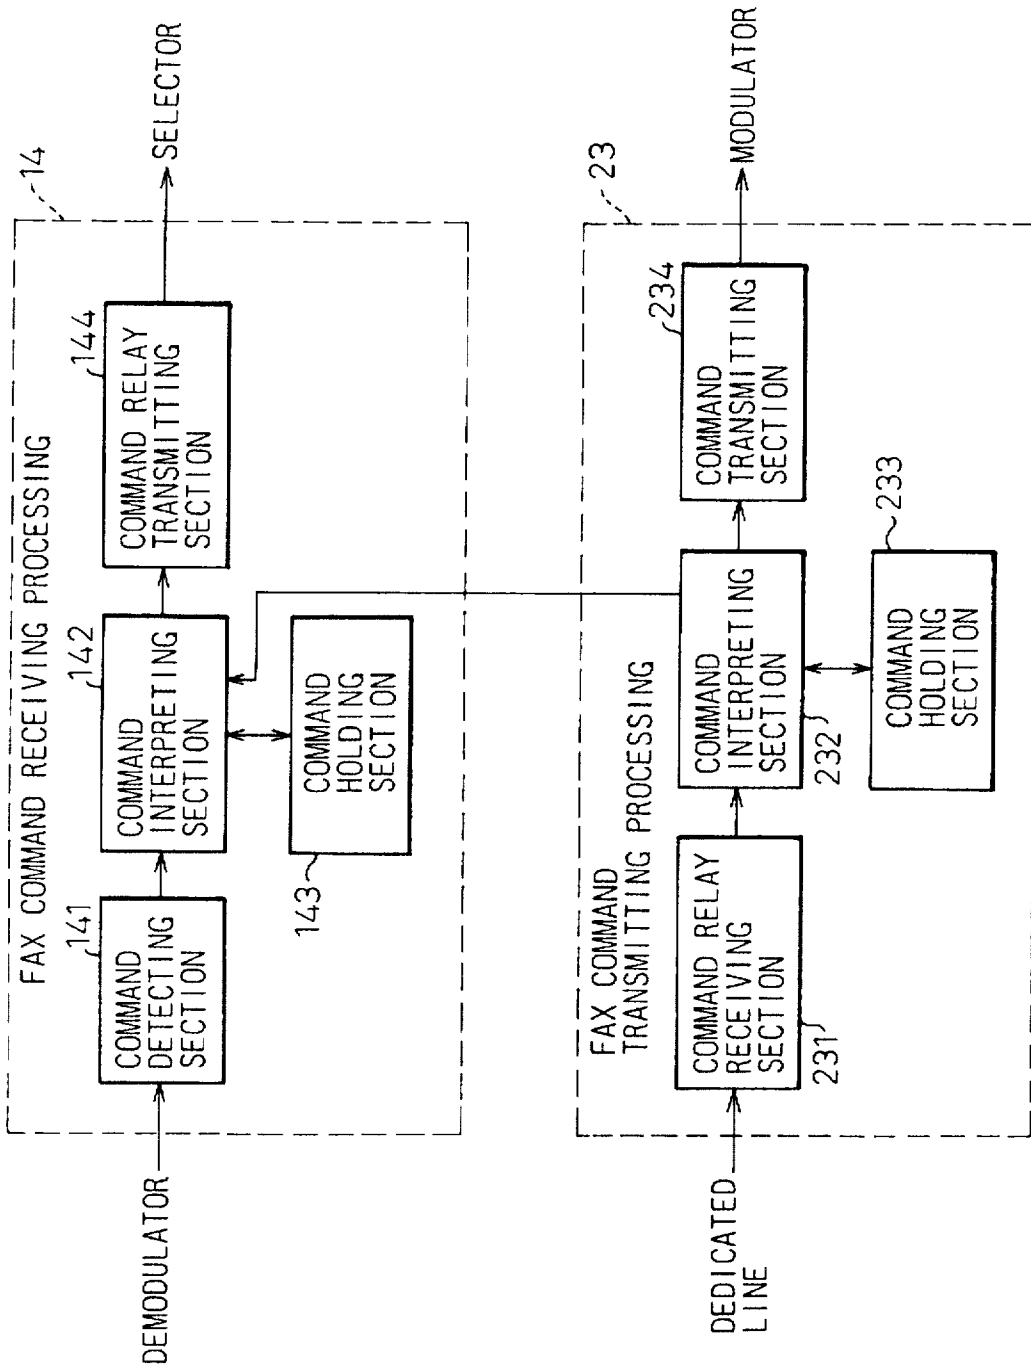 FAX COMMAND RECEIVING PROCESSING
14
DEMODULATOR
141
COMMAND
DETECTING
SECTION
142
COMMAND
INTERPRETING
SECTION
144
COMMAND RELAY
TRANSMITTING
SECTION
SELECTOR
143
COMMAND
HOLDING
SECTION
FAX COMMAND
TRANSMITTING PROCESSING
23
DEDICATED
LINE
COMMAND RELAY
RECEIVING
SECTION
231
COMMAND
INTERPRETING
SECTION
232
234
COMMAND
TRANSMITTING
SECTION
MODULATOR
233
COMMAND
HOLDING
SECTION